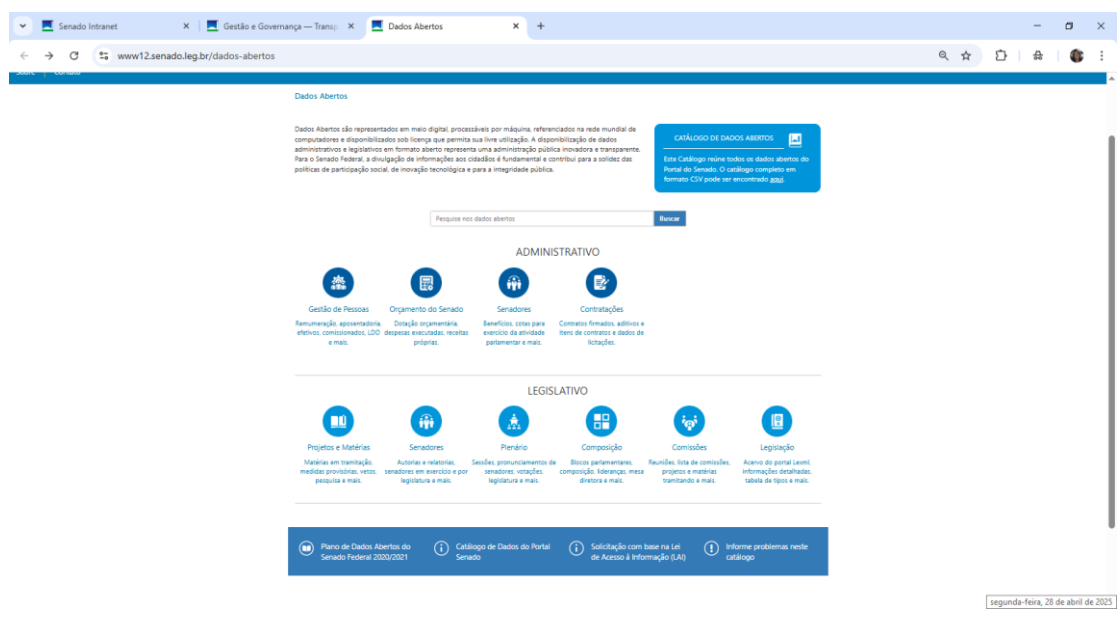 Senado Intranet
Gestão e Governança — Transp
Dados Abertos
www12.senado.leg.br/dados-abertos
Sobre | Contato
Dados Abertos
Dados Abertos são representados em meio digital, processáveis por máquina, referenciados na rede mundial de
computadores e disponibilizados sob licença que permita sua livre utilização. A disponibilização de dados
administrativos e legislativos em formato aberto representa uma administração pública inovadora e transparente.
Para o Senado Federal, a divulgação de informações aos cidadãos é fundamental e contribui para a solidez das
políticas de participação social, de inovação tecnológica e para a integridade pública.
CATÁLOGO DE DADOS ABERTOS
Este Catálogo reúne todos os dados abertos do
Portal do Senado. O catálogo completo em
formato CSV pode ser encontrado aqui.
Pesquise nos dados abertos
Buscar
ADMINISTRATIVO
Gestão de Pessoas
Remuneração, aposentadoria,
efetivos, comissionados, LDO
e mais.
Orçamento do Senado
Dotação orçamentária,
despesas executadas, receitas
próprias.
Senadores
Benefícios, cotas para
exercício da atividade
parlamentar e mais.
Contratações
Contratos firmados, aditivos e
itens de contratos e dados de
licitações.
LEGISLATIVO
Projetos e Matérias
Matérias em tramitação,
medidas provisórias, vetos,
pesquisa e mais.
Senadores
Autorias e relatorias,
senadores em exercício e por
legislatura e mais.
Plenário
Sessões, pronunciamentos de
senadores, votações,
legislatura e mais.
Composição
Blocos parlamentares,
composição, lideranças, mesa
diretora e mais.
Comissões
Reuniões, lista de comissões,
projetos e matérias
tramitando e mais.
Legislação
Acervo do portal Lexml,
informações detalhadas,
tabela de tipos e mais.
Plano de Dados Abertos do
Senado Federal 2020/2021
Catálogo de Dados do Portal
Senado
Solicitação com base na Lei
de Acesso à Informação (LAI)
Informe problemas neste
catálogo
segunda-feira, 28 de abril de 2025